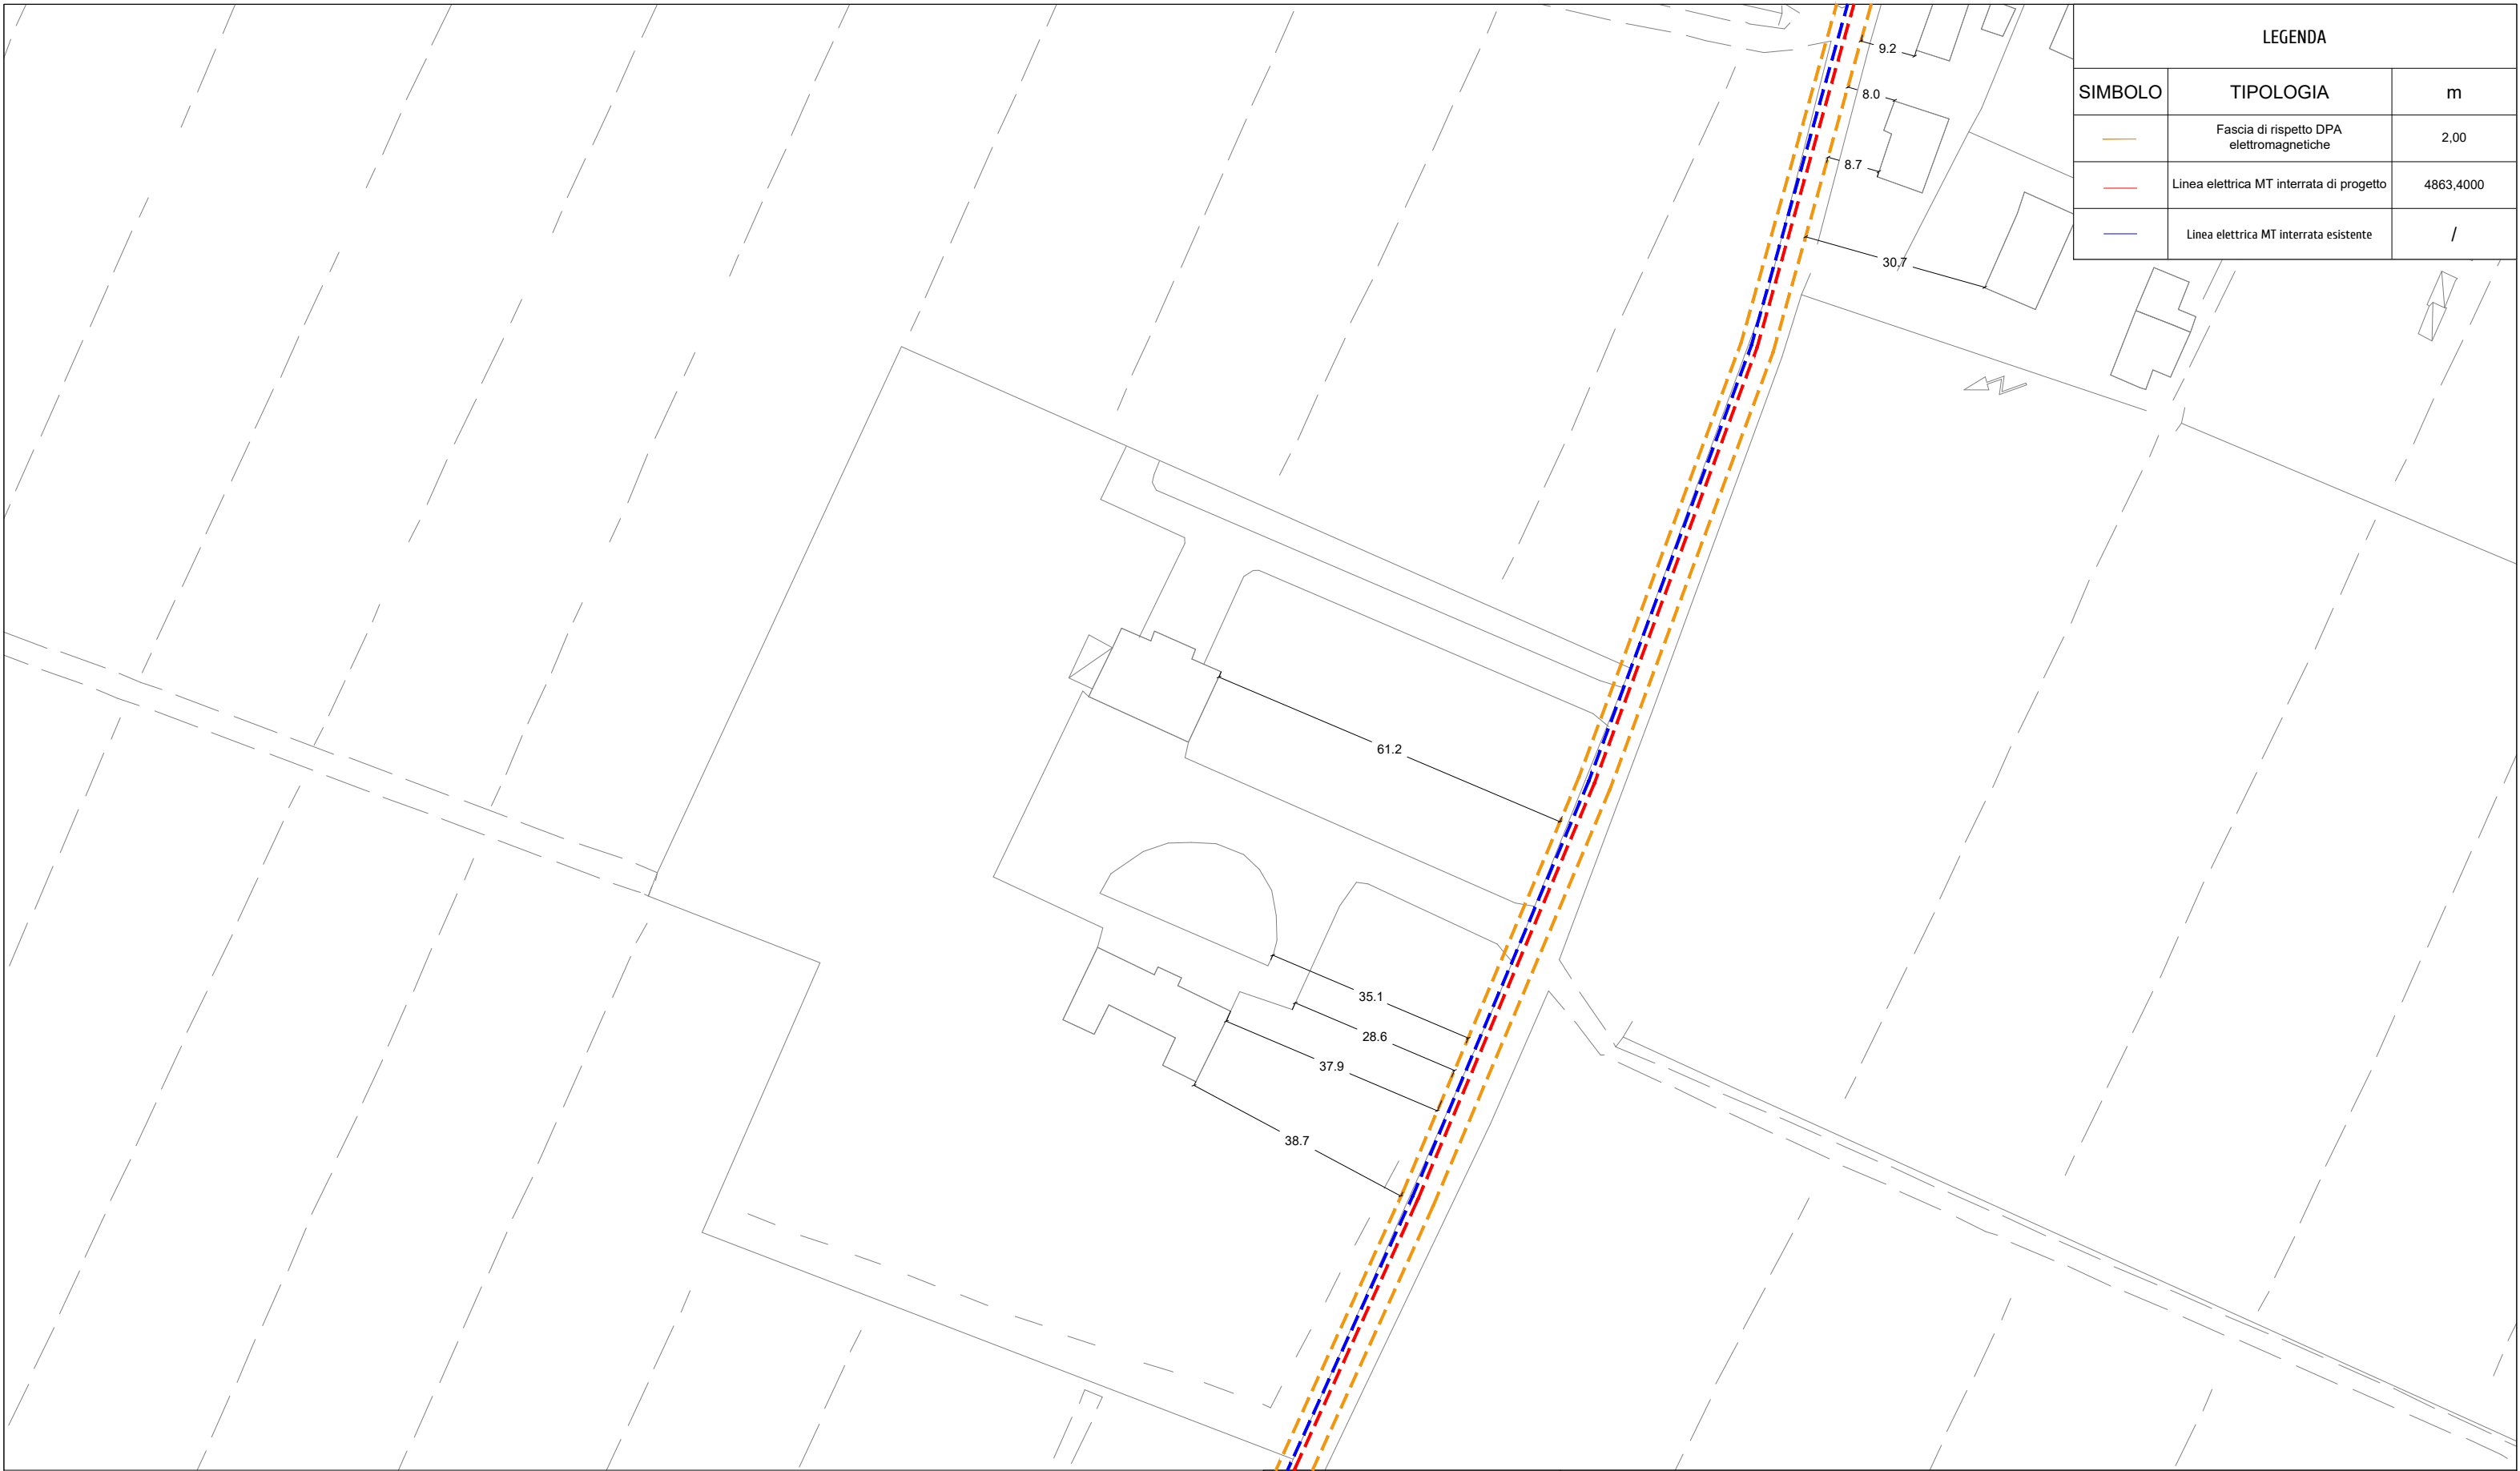 LEGENDA
SIMBOLO TIPOLOGIA m
Fascia di rispetto DPA
elettromagnetiche
2,00
Linea elettrica MT interrata di progetto 4863,4000
Linea elettrica MT interrata esistente /
9.2
8.0
8.7
30.7
61.2
35.1
28.6
37.9
38.7